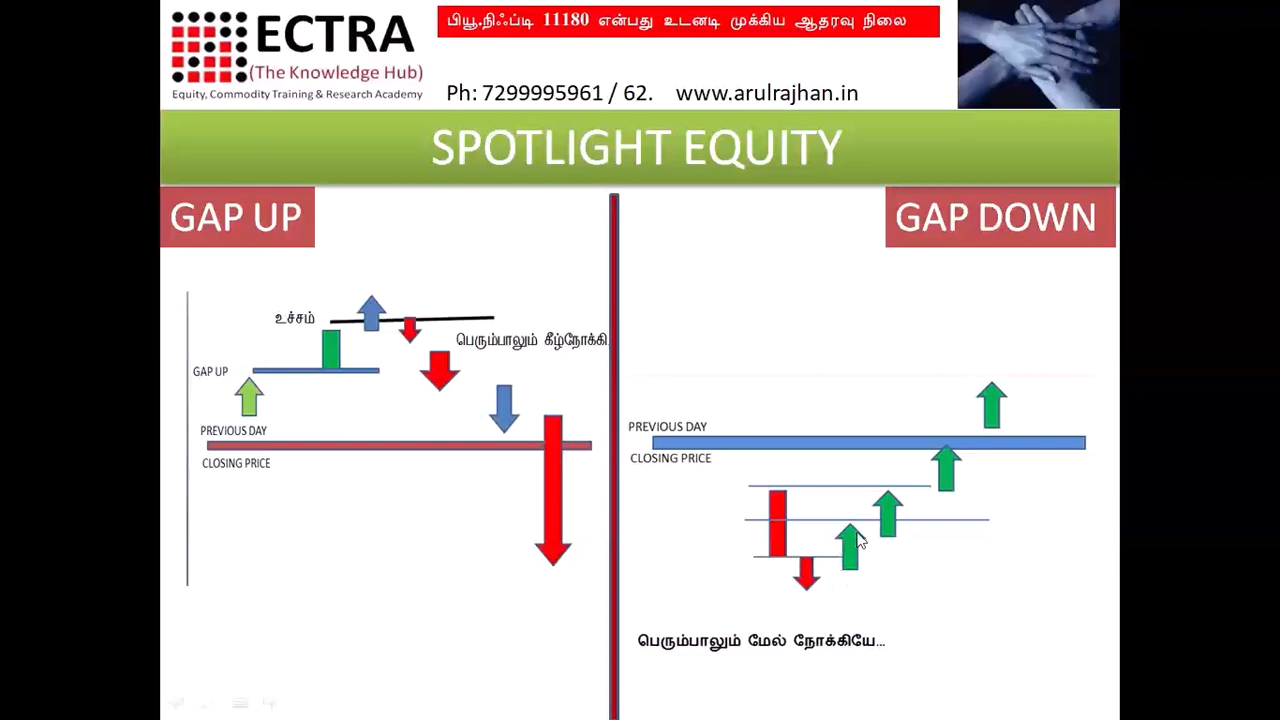 ECTRA
(The Knowledge Hub)
Equity, Commodity Training & Research Academy
பியூ.நிஃப்டி 11180 என்பது உடனடி முக்கிய ஆதரவு நிலை
Ph: 7299995961 / 62. www.arulrajhan.in
SPOTLIGHT EQUITY
GAP UP
GAP DOWN
உச்சம்
பெரும்பாலும் கீழ்நோக்கி
GAP UP
PREVIOUS DAY
CLOSING PRICE
PREVIOUS DAY
CLOSING PRICE
பெரும்பாலும் மேல் நோக்கியே...